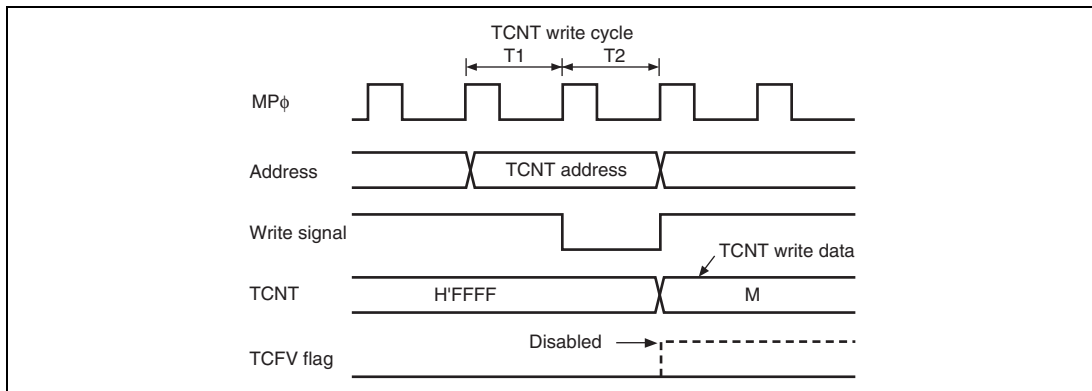 TCNT write cycle
T1 T2
MPϕ
Address TCNT address
Write signal
TCNT write data
TCNT H'FFFF M
Disabled
TCFV flag